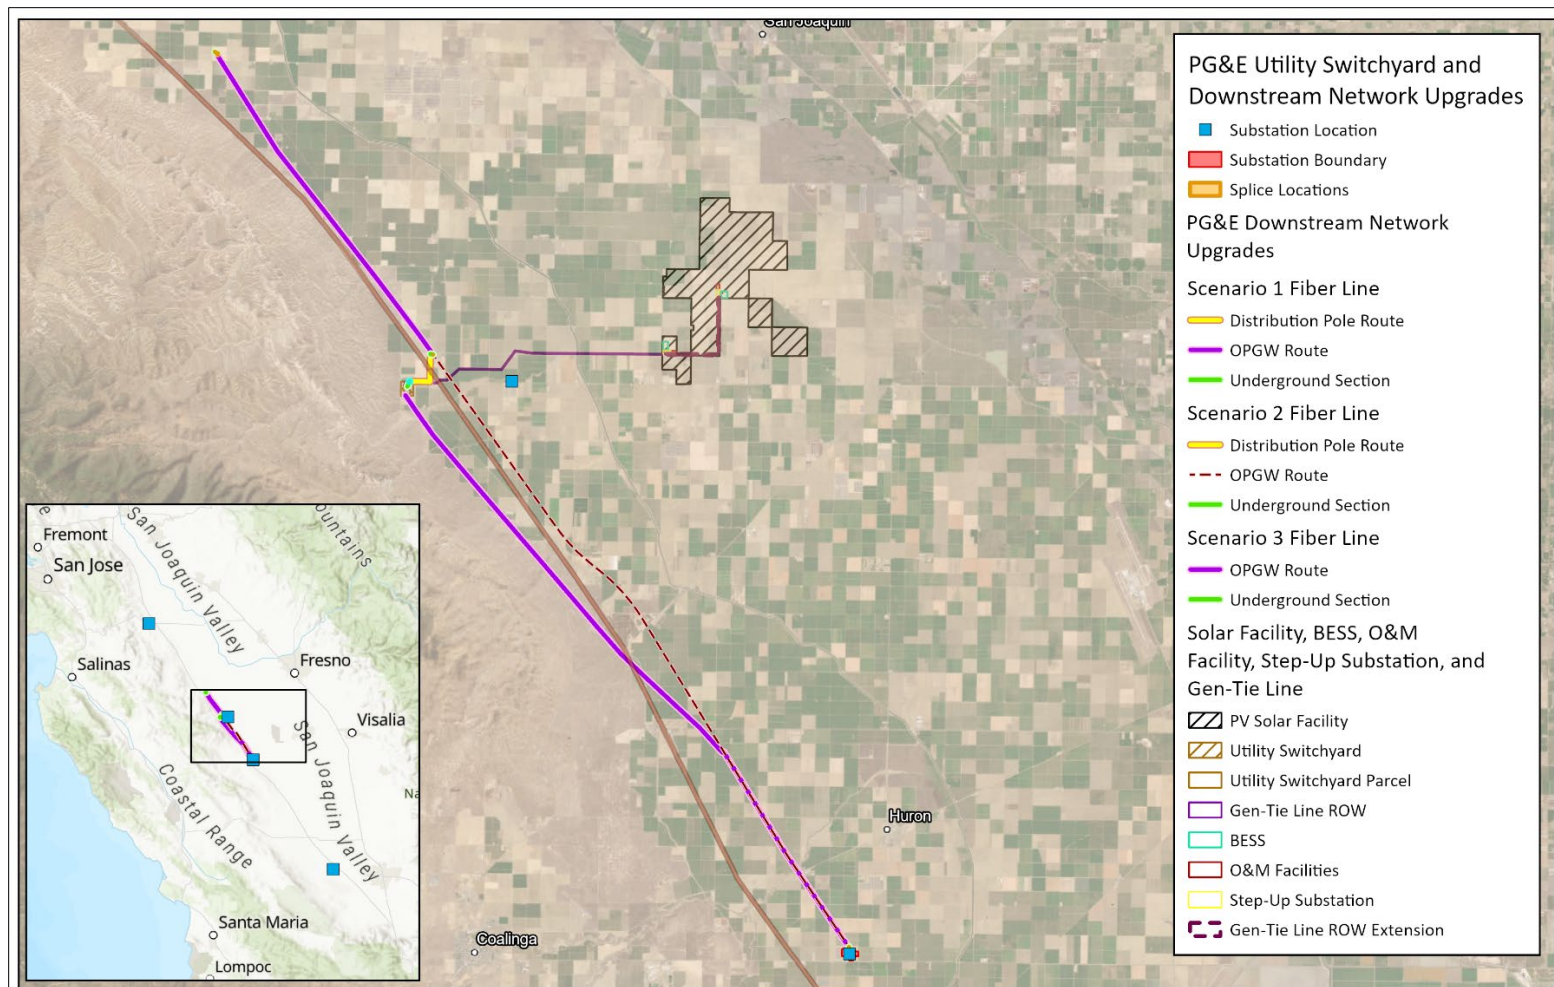 San Joaquin
PG&E Utility Switchyard and
Downstream Network Upgrades
Substation Location
Substation Boundary
Splice Locations
PG&E Downstream Network
Upgrades
Scenario 1 Fiber Line
Distribution Pole Route
OPGW Route
Underground Section
Scenario 2 Fiber Line
Distribution Pole Route
OPGW Route
Underground Section
Scenario 3 Fiber Line
OPGW Route
Underground Section
Solar Facility, BESS, O&M
Facility, Step-Up Substation, and
Gen-Tie Line
PV Solar Facility
Utility Switchyard
Utility Switchyard Parcel
Gen-Tie Line ROW
BESS
O&M Facilities
Step-Up Substation
Gen-Tie Line ROW Extension
Huron
Coalinga
Fremont
San Jose
San Joaquin Valley
ountains
Salinas
Fresno
Visalia
San Joaquin Valley
Coastal Range
Na
Santa Maria
Lompoc